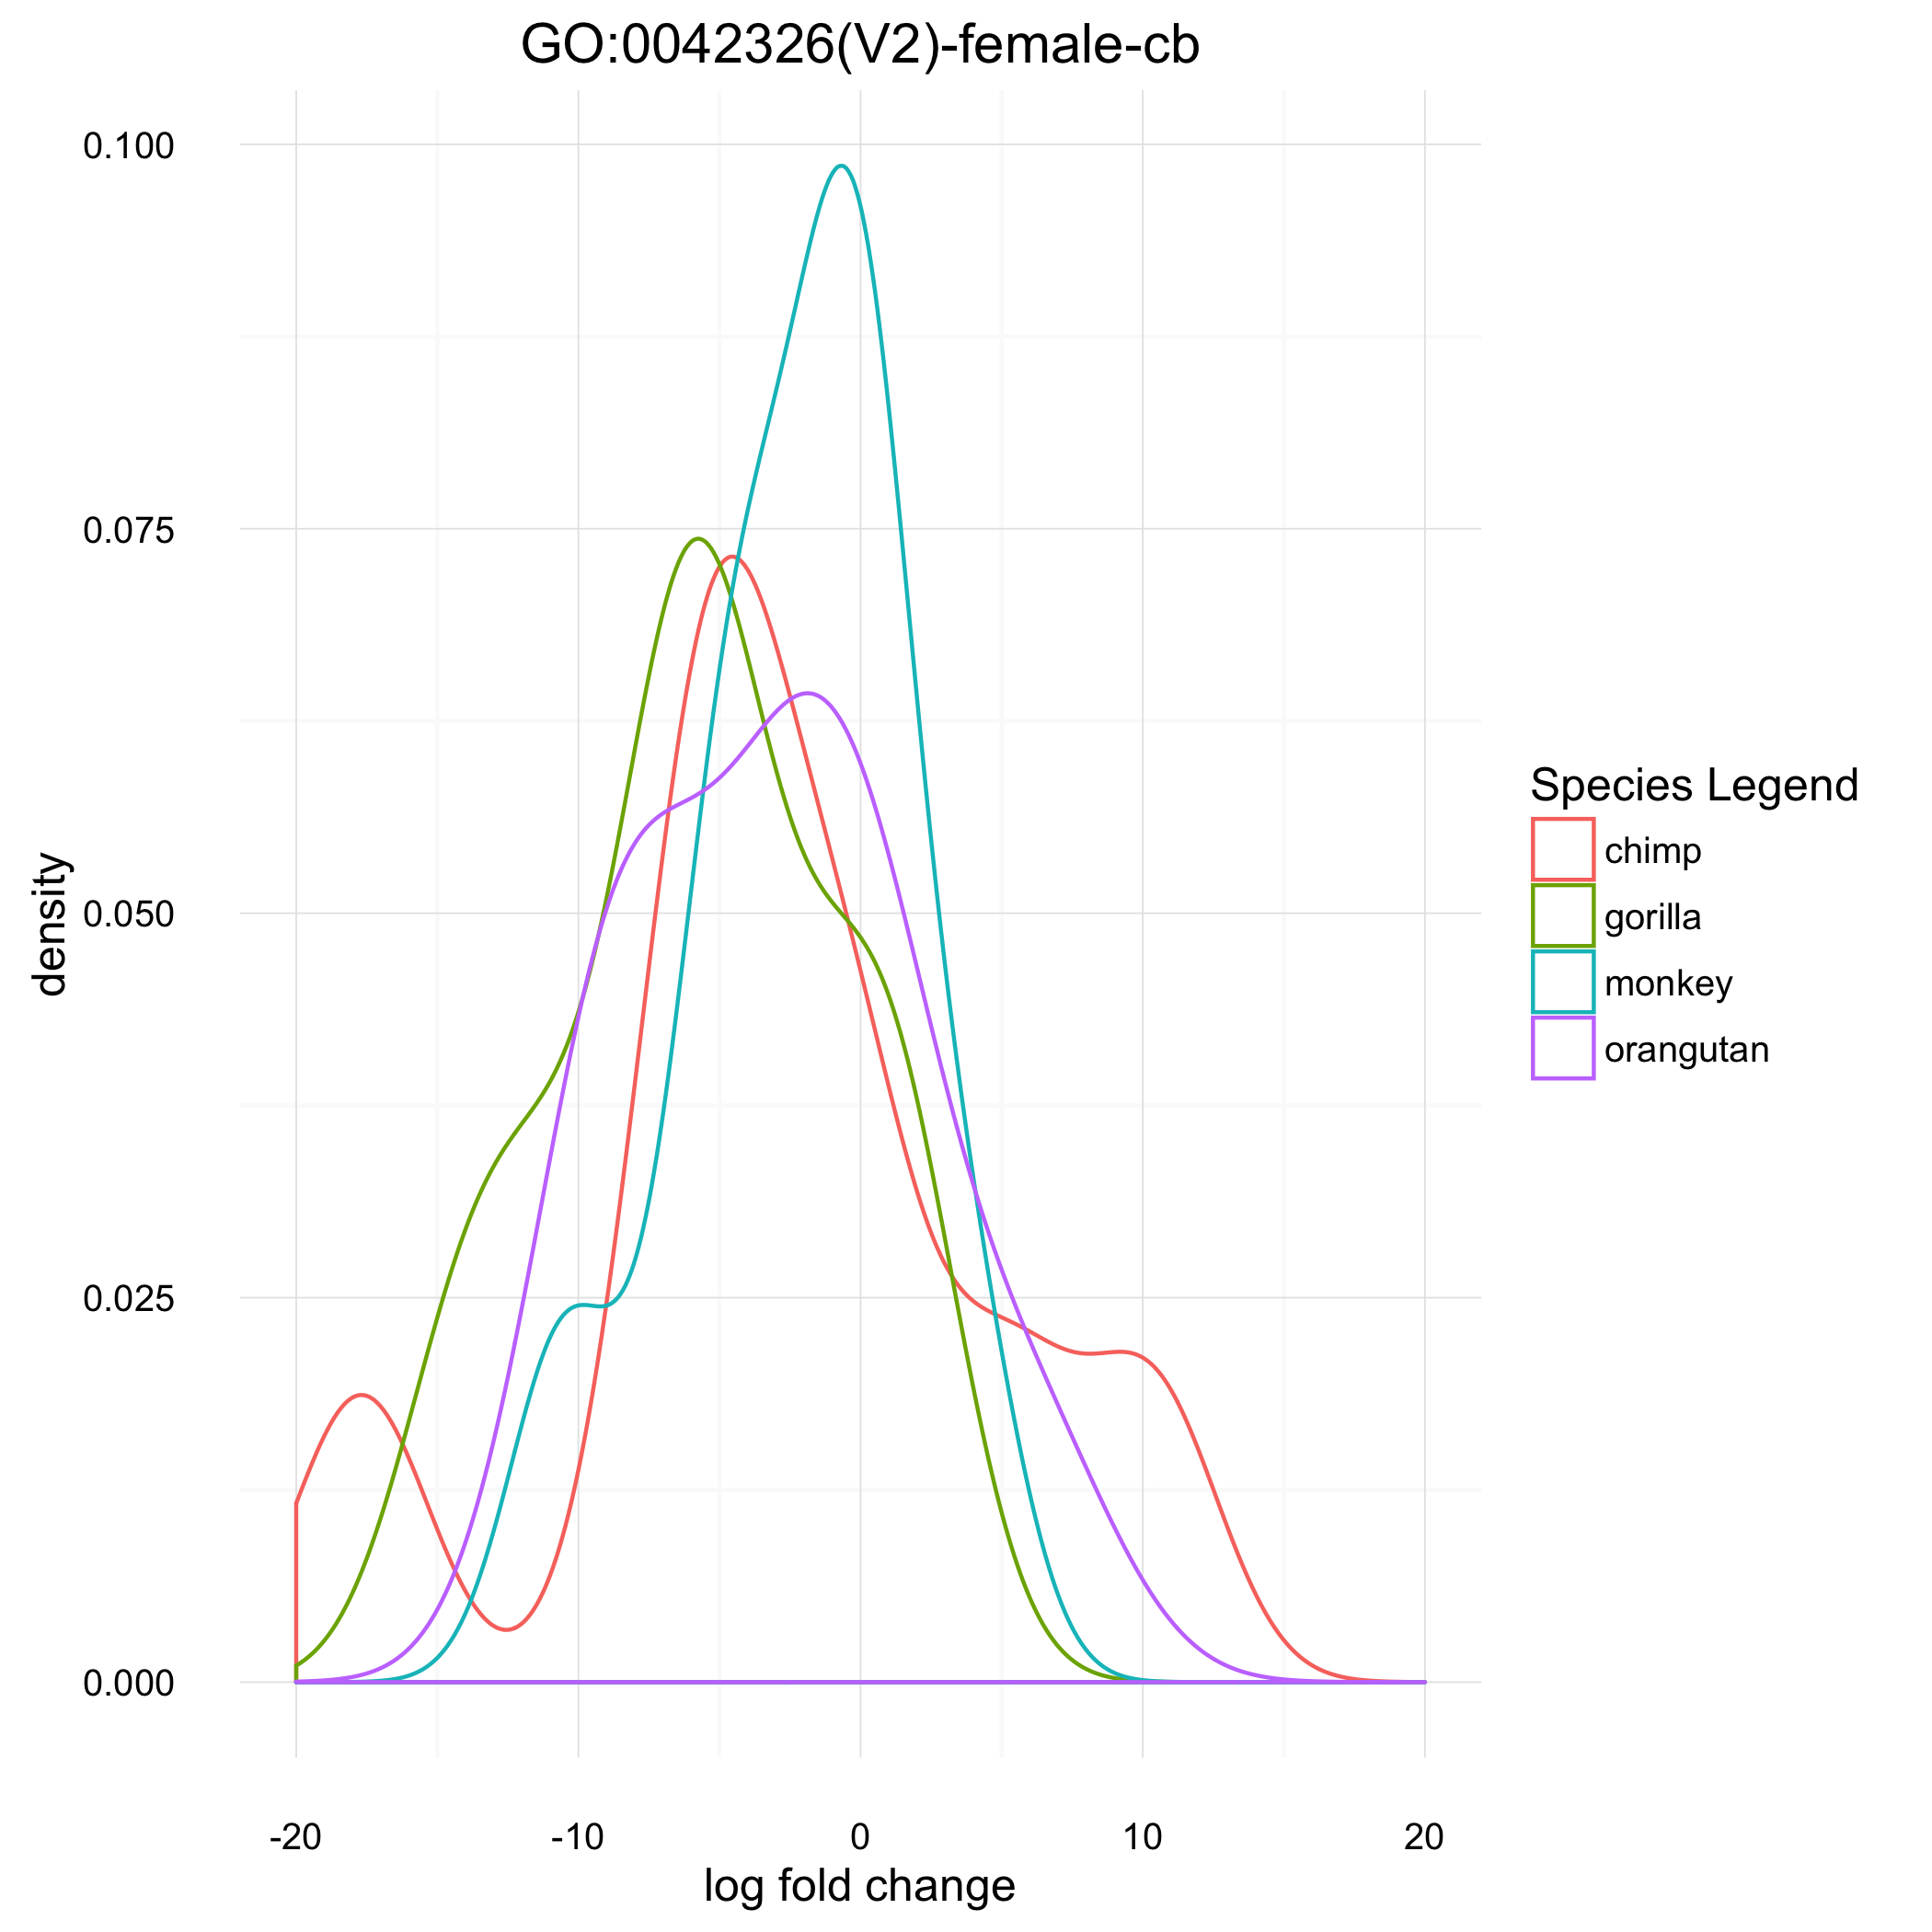 GO:0042326(V2)-female-cb
0.100
0.075
0.050
0.025
0.000
density
-20 -10 0 10 20
log fold change
Species Legend
chimp
gorilla
monkey
orangutan